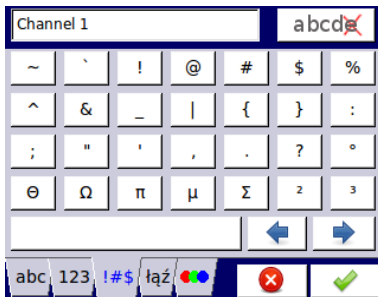 Channel 1 abcde
~ ` ! @ # $ %
^ & _ | { } :
; " ' , . ? °
Θ Ω π μ Σ ² ³
abc 123 !#$ łąź